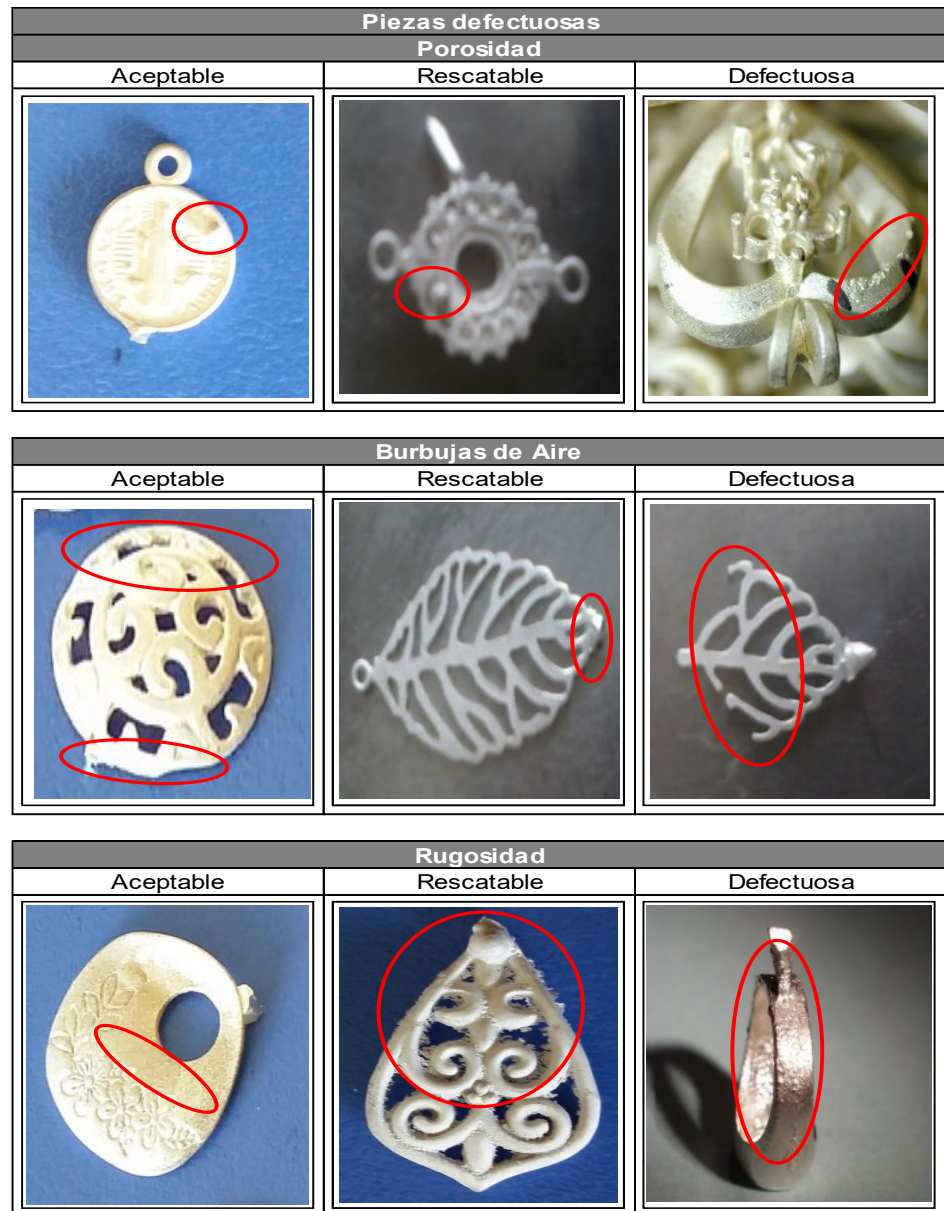 Piezas defectuosas
Porosidad
Aceptable Rescatable Defectuosa
Burbujas de Aire
Aceptable Rescatable Defectuosa
Rugosidad
Aceptable Rescatable Defectuosa